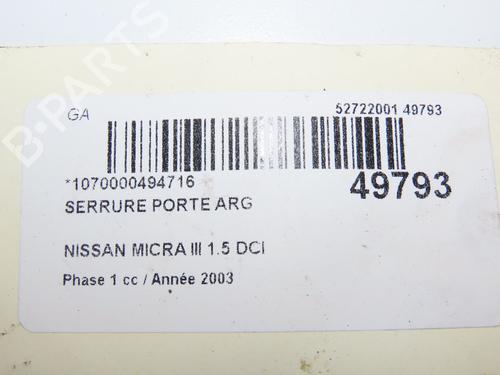 B-PARTS
GA 52722001 49793
*1070000494716 49793
SERRURE PORTE ARG
NISSAN MICRA III 1.5 DCI
Phase 1 cc / Année 2003